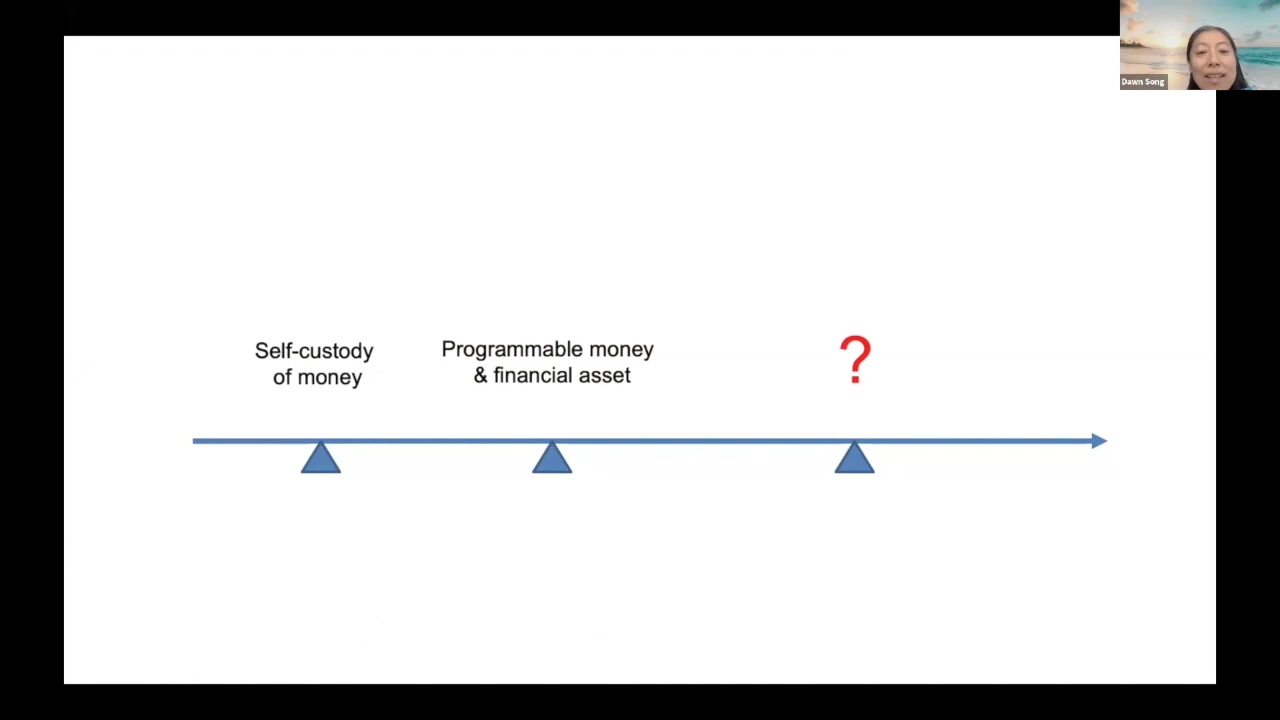 Dawn Song
Self-custody
of money
Programmable money
& financial asset
?